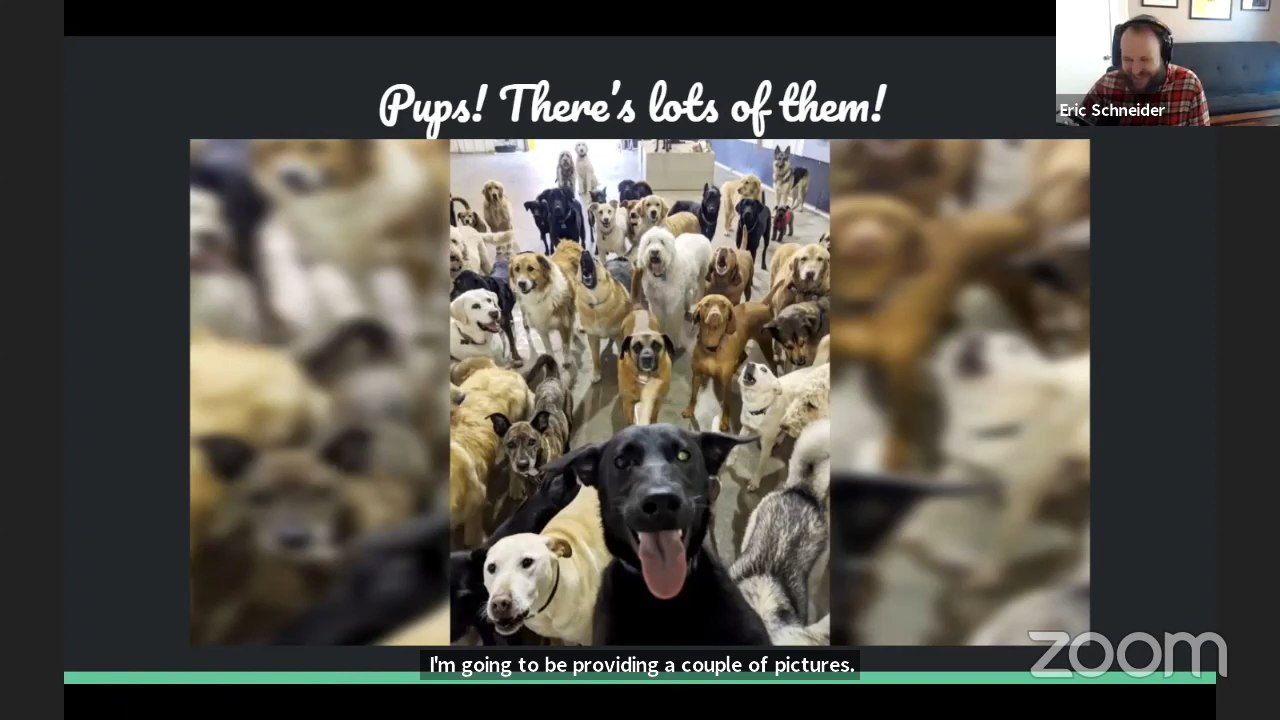 Pups! There's lots of them!
Eric Schneider
I'm going to be providing a couple of pictures.
zoom